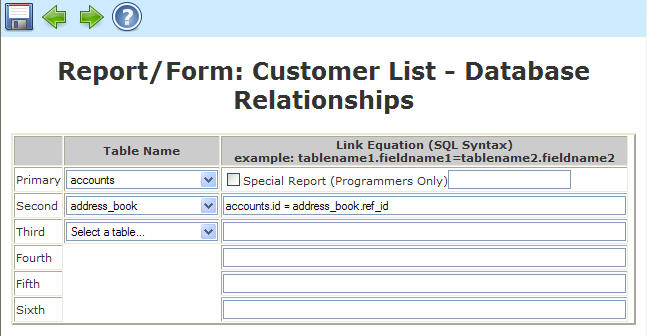 ?
Report/Form: Customer List - Database
Relationships
Table Name
Link Equation (SQL Syntax)
example: tablename1.fieldname1=tablename2.fieldname2
Primary accounts Special Report (Programmers Only)
Second address_book accounts.id = address_book.ref_id
Third Select a table...
Fourth
Fifth
Sixth